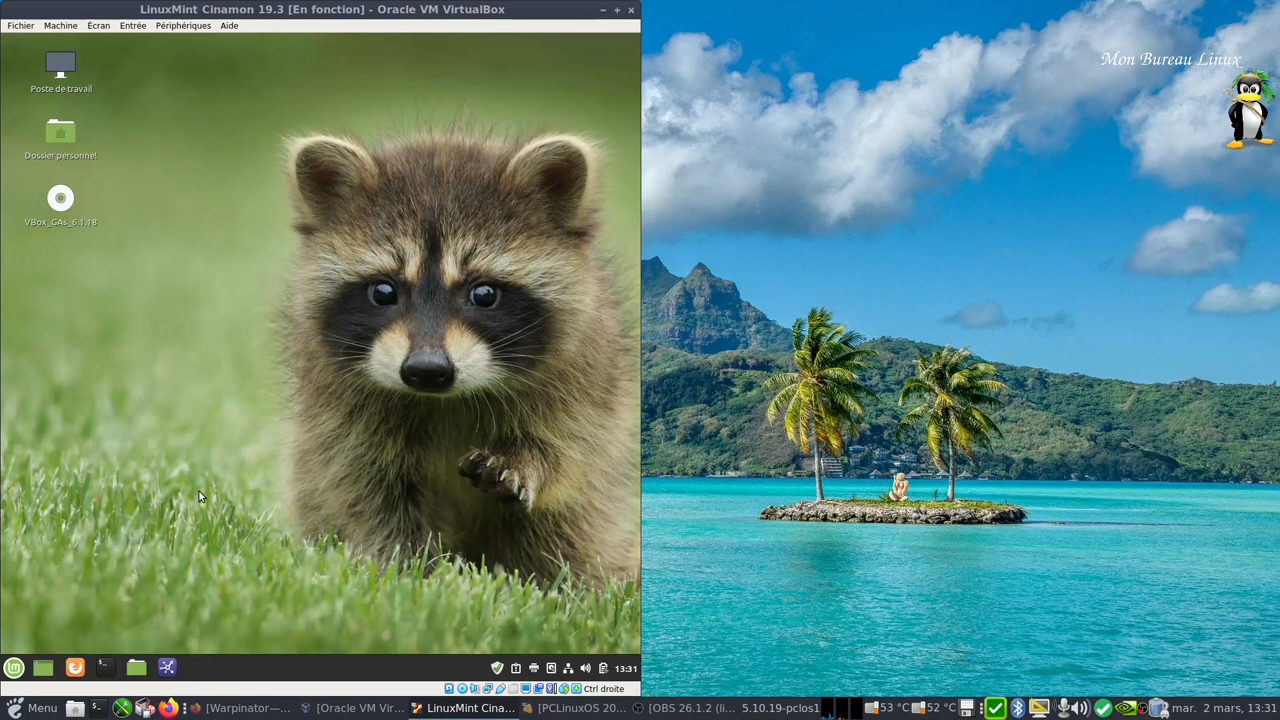 LinuxMint Cinamon 19.3 [En fonction] - Oracle VM VirtualBox
Fichier Machine Écran Entrée Périphériques Aide
Poste de travail
Dossier personnel
VBox_GAs_6.1.18
Mon Bureau Linux
13:31
Ctrl droite
Menu [Warpinator—... [Oracle VM Vir... LinuxMint Cina... [PCLinuxOS 20... [OBS 26.1.2 (li... 5.10.19-pclos1 53 °C 52 °C mar. 2 mars, 13:31